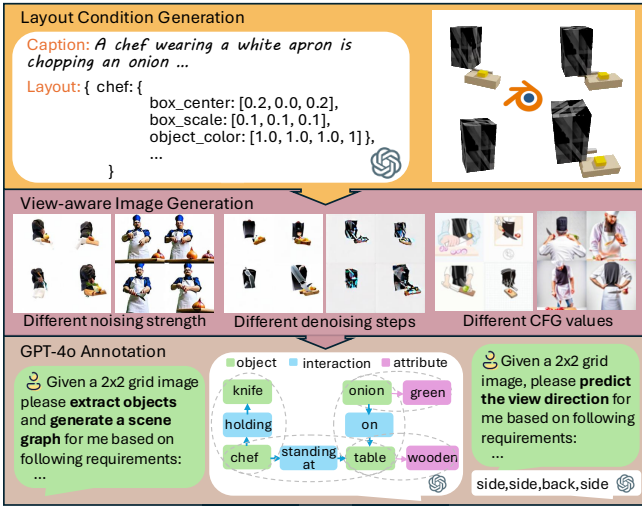 Layout Condition Generation
Caption: A chef wearing a white apron is
chopping an onion ...
Layout: { chef: {
box_center: [0.2, 0.0, 0.2],
box_scale: [0.1, 0.1, 0.1],
object_color: [1.0, 1.0, 1.0, 1] },
...
}
View-aware Image Generation
Different noising strength
Different denoising steps
Different CFG values
GPT-4o Annotation
Given a 2x2 grid image
please extract objects
and generate a scene
graph for me based on
following requirements:
...
object interaction attribute
knife onion green
holding on
chef standing at table wooden
Given a 2x2 grid
image, please predict
the view direction for
me based on following
requirements:
...
side,side,back,side